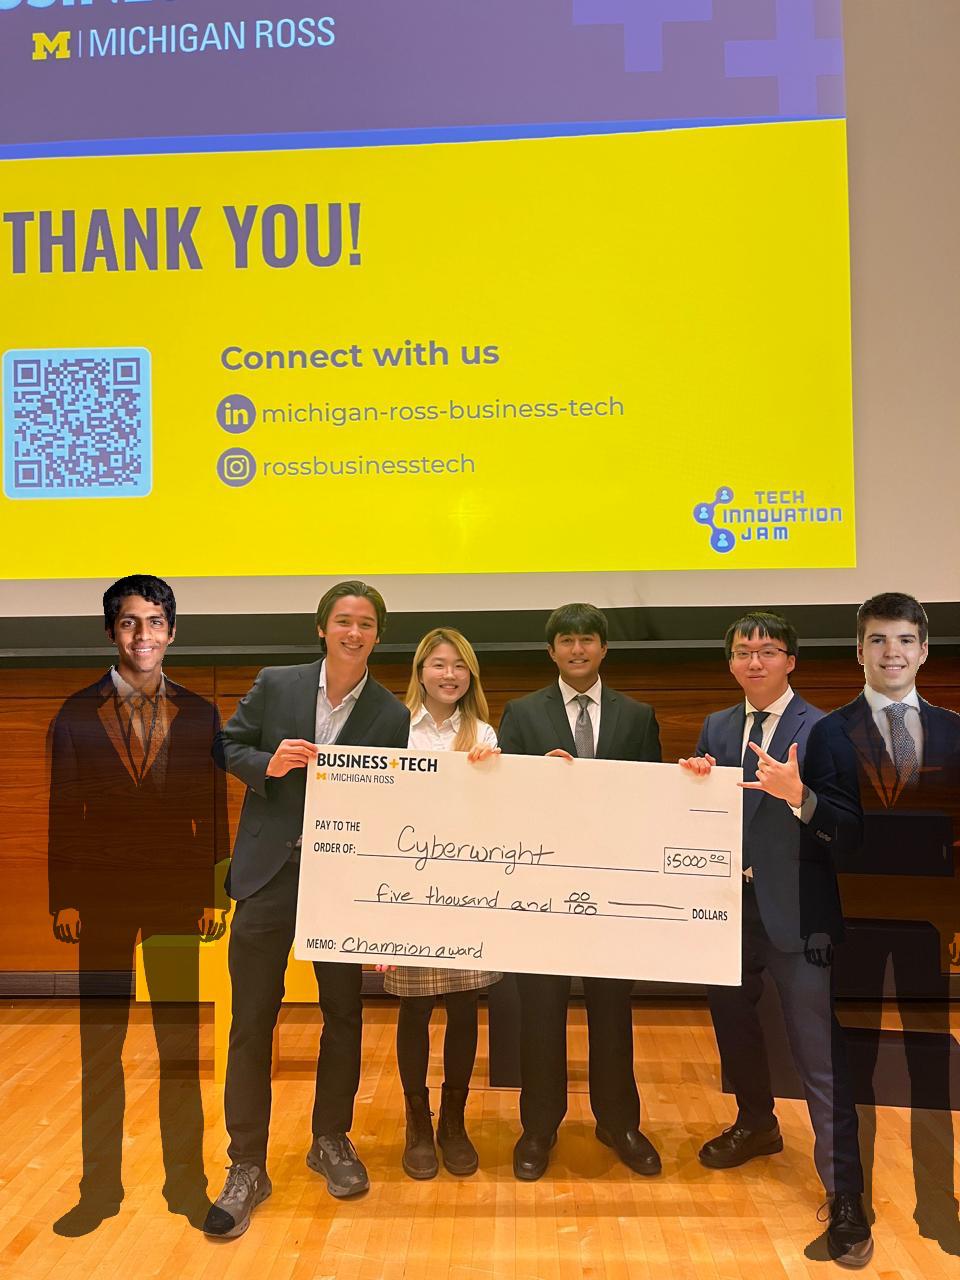 M | MICHIGAN ROSS
THANK YOU!
Connect with us
in michigan-ross-business-tech
rossbusinesstech
TECH
INNOVATION
JAM
BUSINESS+TECH
M | MICHIGAN ROSS
PAY TO THE
ORDER OF: Cyberwright $5000 00
five thousand and 00/100 DOLLARS
MEMO: Champion award